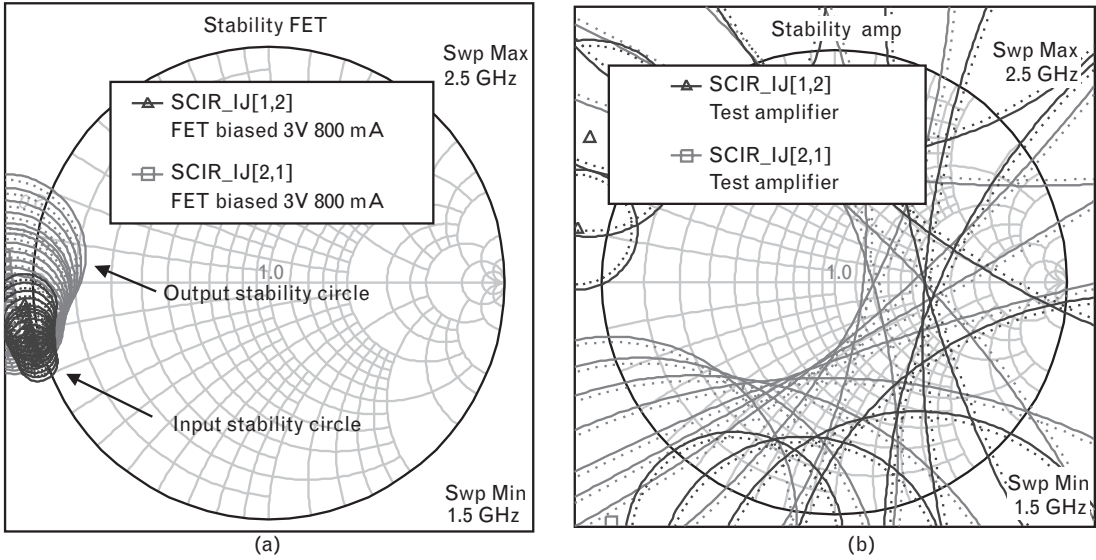 Stability FET
Swp Max
2.5 GHz
SCIR_IJ[1,2]
FET biased 3V 800 mA
SCIR_IJ[2,1]
FET biased 3V 800 mA
1.0
Output stability circle
Input stability circle
Swp Min
1.5 GHz
(a)
Stability amp
Swp Max
2.5 GHz
SCIR_IJ[1,2]
Test amplifier
SCIR_IJ[2,1]
Test amplifier
1.0
Swp Min
1.5 GHz
(b)